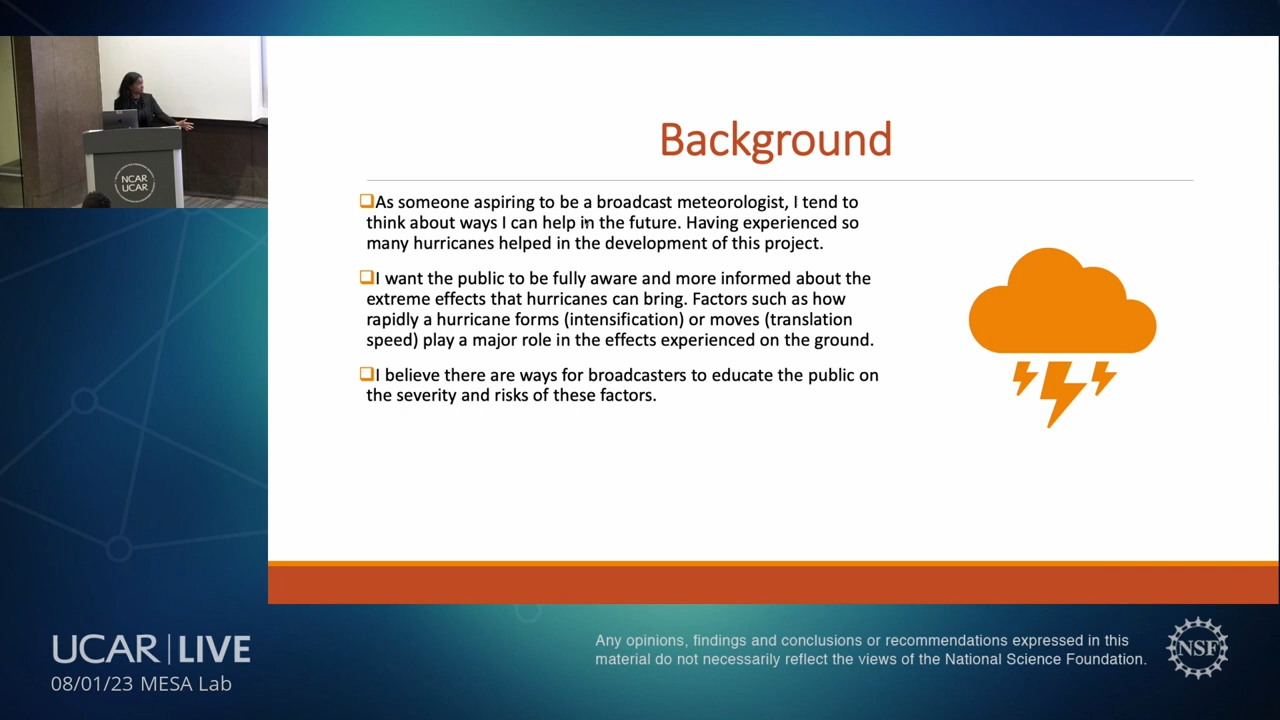 NCAR
UCAR
Background
As someone aspiring to be a broadcast meteorologist, I tend to
think about ways I can help in the future. Having experienced so
many hurricanes helped in the development of this project.
I want the public to be fully aware and more informed about the
extreme effects that hurricanes can bring. Factors such as how
rapidly a hurricane forms (intensification) or moves (translation
speed) play a major role in the effects experienced on the ground.
I believe there are ways for broadcasters to educate the public on
the severity and risks of these factors.
UCAR | LIVE
08/01/23 MESA Lab
Any opinions, findings and conclusions or recommendations expressed in this
material do not necessarily reflect the views of the National Science Foundation.
NSF